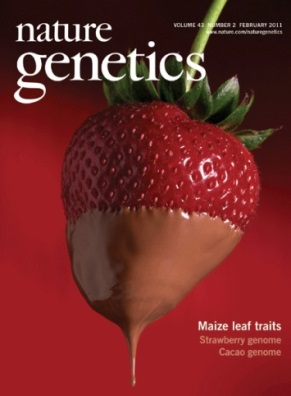 nature
genetics
VOLUME 43 NUMBER 2 FEBRUARY 2011
www.nature.com/naturegenetics
Maize leaf traits
Strawberry genome
Cacao genome